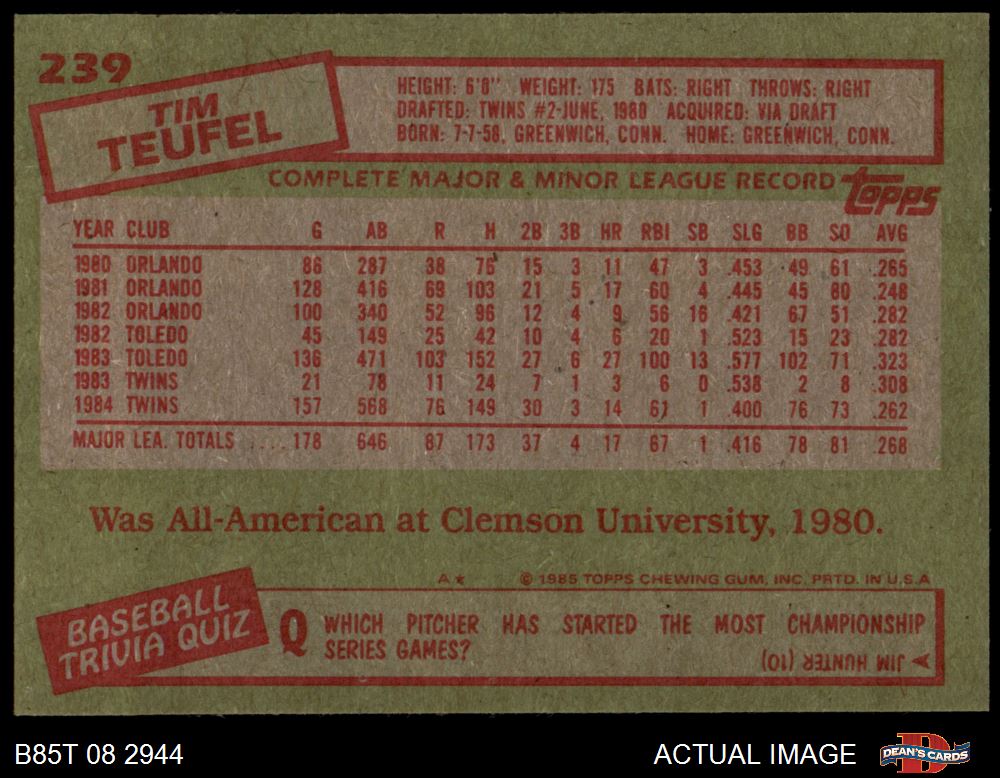 239
TIM
TEUFEL
HEIGHT: 6'0" WEIGHT: 175 BATS: RIGHT THROWS: RIGHT
DRAFTED: TWINS #2-JUNE, 1980 ACQUIRED: VIA DRAFT
BORN: 7-7-58, GREENWICH, CONN. HOME: GREENWICH, CONN.
COMPLETE MAJOR & MINOR LEAGUE RECORD topps
YEAR CLUB G AB R H 2B 3B HR RBI SB SLG BB SO AVG
1980 ORLANDO 86 287 38 76 15 3 11 47 3 .453 49 61 .265
1981 ORLANDO 128 416 69 103 21 5 17 60 4 .445 45 80 .248
1982 ORLANDO 100 340 52 96 12 4 9 56 16 .421 67 51 .282
1982 TOLEDO 45 149 25 42 10 4 6 20 1 .523 15 23 .282
1983 TOLEDO 136 471 103 152 27 6 27 100 13 .577 102 71 .323
1983 TWINS 21 78 11 24 7 1 3 6 0 .538 2 8 .308
1984 TWINS 157 568 76 149 30 3 14 61 1 .400 76 73 .262
MAJOR LEA. TOTALS .... 178 646 87 173 37 4 17 67 1 .416 78 81 .268
Was All-American at Clemson University, 1980.
A★ © 1985 TOPPS CHEWING GUM, INC. PRTD. IN U.S.A
BASEBALL
TRIVIA QUIZ
Q WHICH PITCHER HAS STARTED THE MOST CHAMPIONSHIP
SERIES GAMES?
JIM HUNTER (10)
B85T 08 2944
ACTUAL IMAGE
D
DEAN'S CARDS